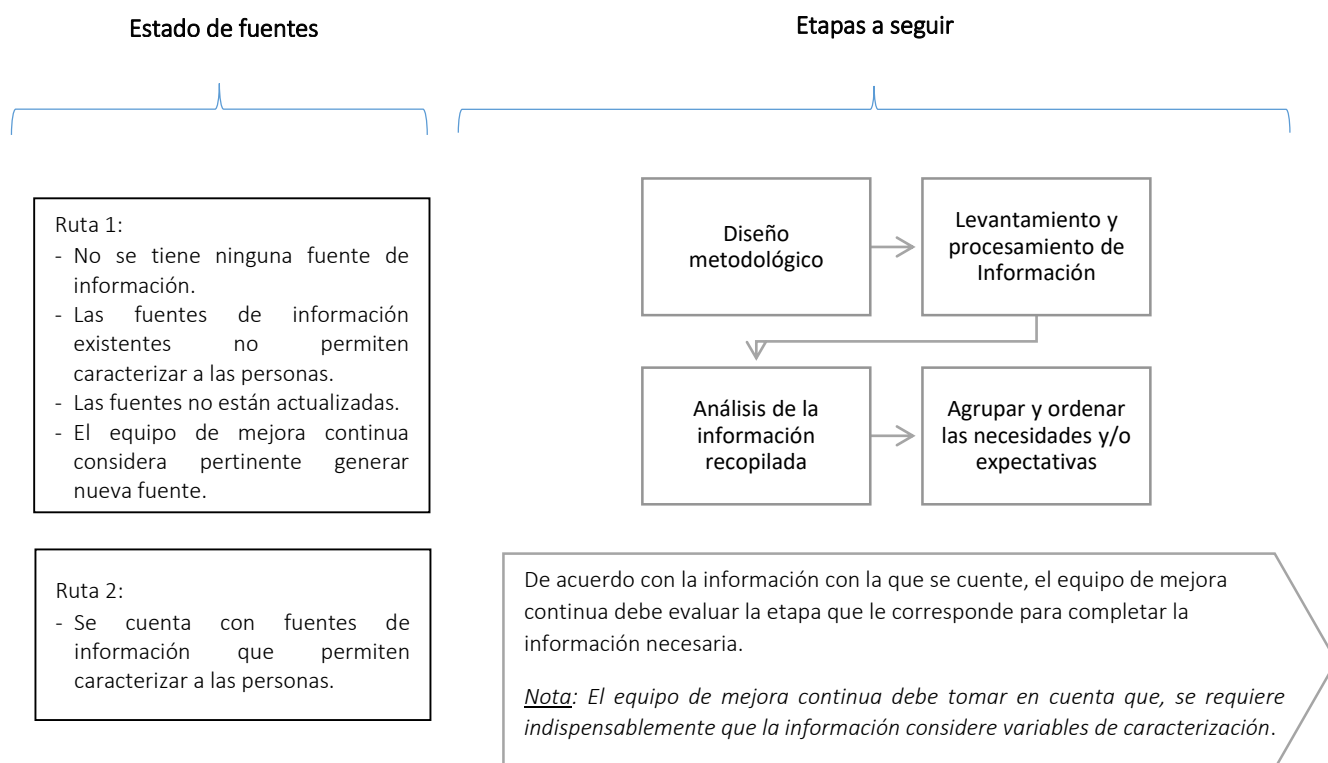 Estado de fuentes
Etapas a seguir
Ruta 1:
- No se tiene ninguna fuente de
información.
- Las fuentes de información
existentes no permiten
caracterizar a las personas.
- Las fuentes no están actualizadas.
- El equipo de mejora continua
considera pertinente generar
nueva fuente.
Diseño
metodológico
Levantamiento y
procesamiento de
Información
Análisis de la
información
recopilada
Agrupar y ordenar
las necesidades y/o
expectativas
Ruta 2:
- Se cuenta con fuentes de
información que permiten
caracterizar a las personas.
De acuerdo con la información con la que se cuente, el equipo de mejora
continua debe evaluar la etapa que le corresponde para completar la
información necesaria.
Nota: El equipo de mejora continua debe tomar en cuenta que, se requiere
indispensablemente que la información considere variables de caracterización.